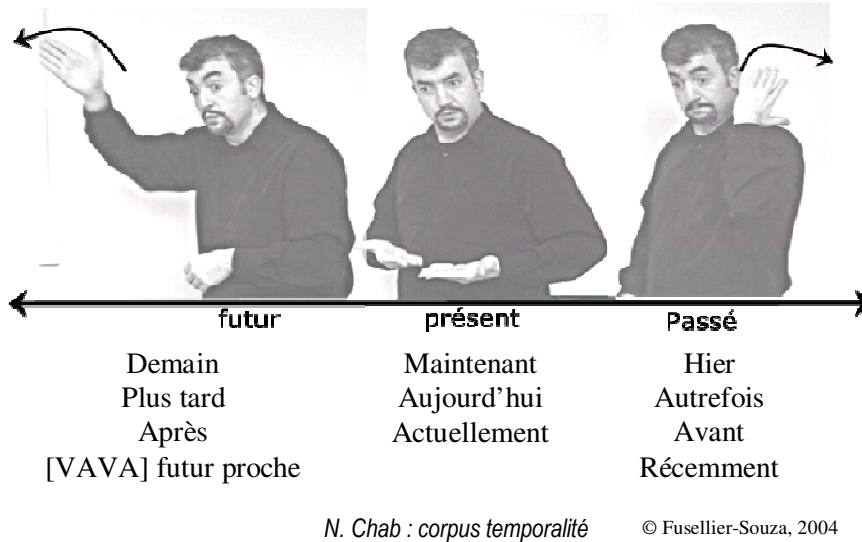 futur
présent
Passé
Demain
Plus tard
Après
[VAVA] futur proche
Maintenant
Aujourd'hui
Actuellement
Hier
Autrefois
Avant
Récemment
N. Chab : corpus temporalité
© Fusellier-Souza, 2004